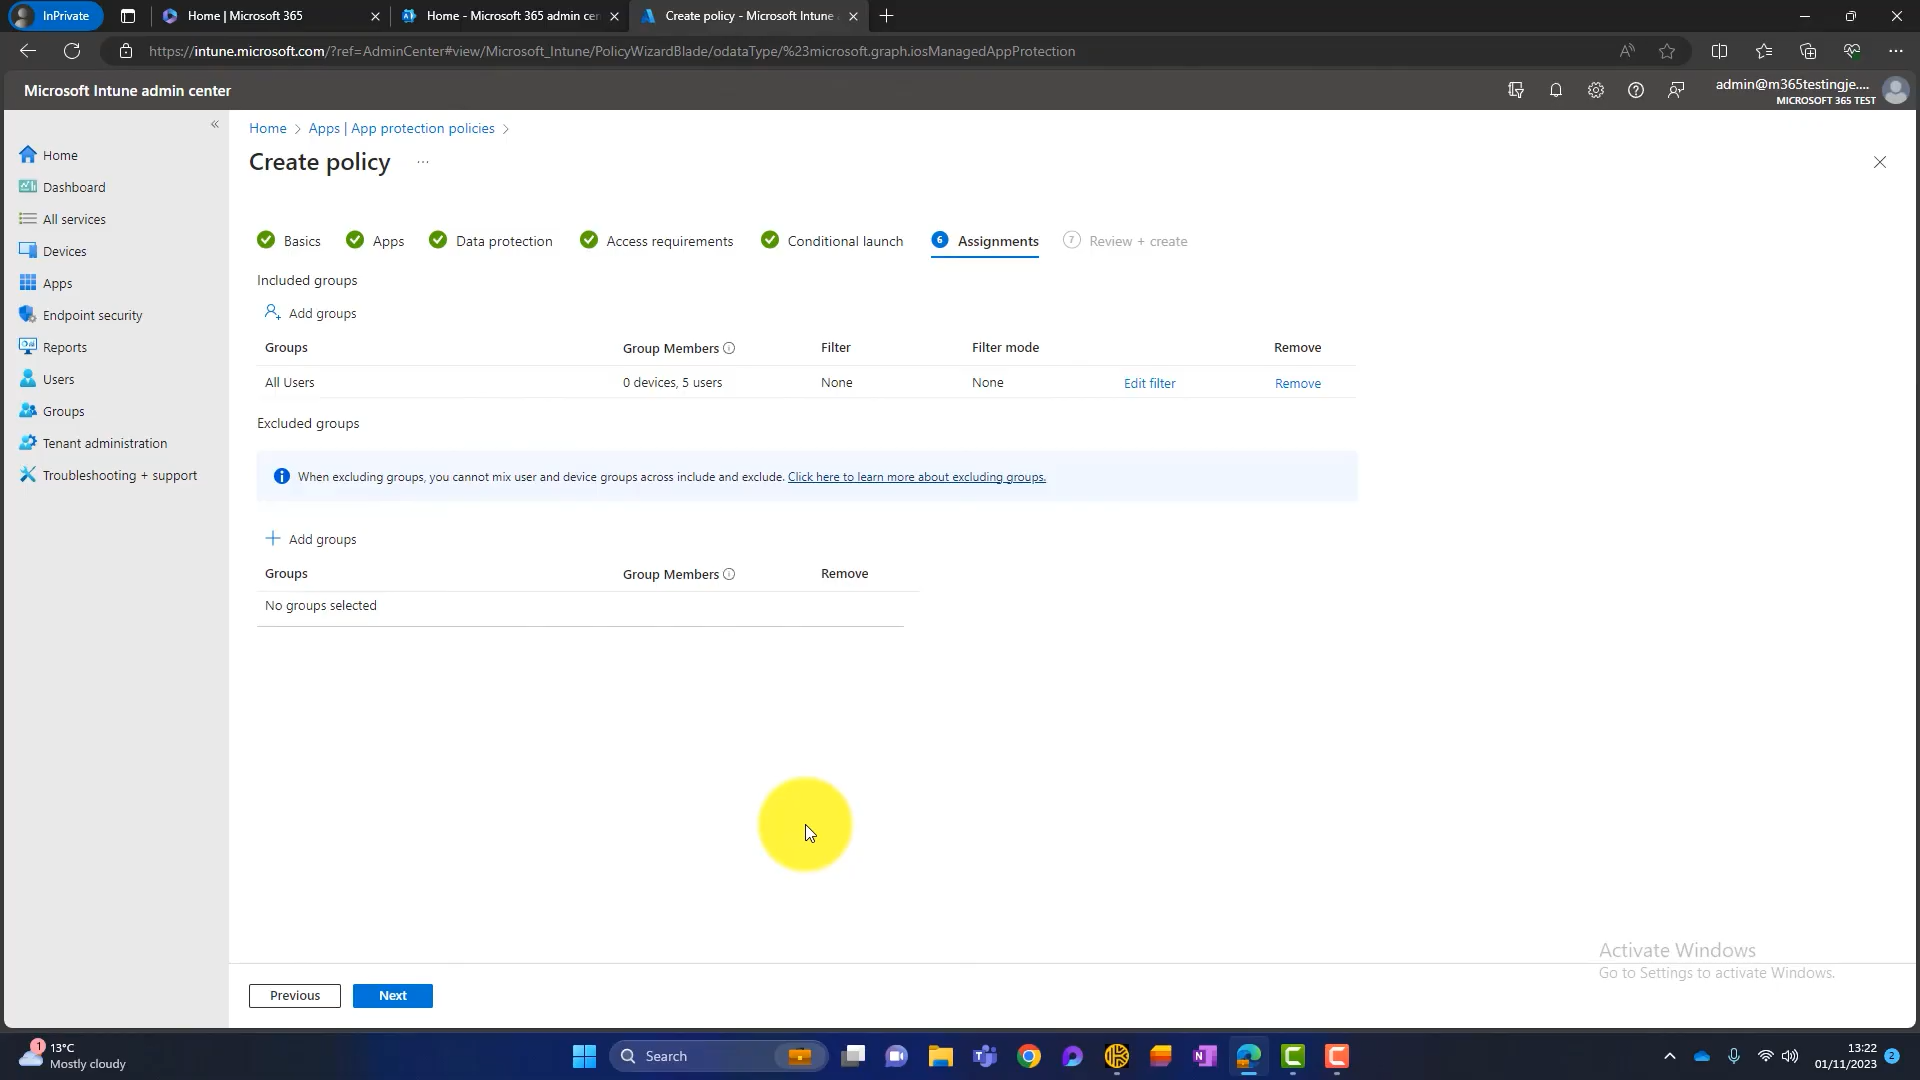 InPrivate
Home | Microsoft 365
Home - Microsoft 365 admin cen
Create policy - Microsoft Intune
https://intune.microsoft.com/?ref=AdminCenter#view/Microsoft_Intune/PolicyWizardBlade/odataType/%23microsoft.graph.iosManagedAppProtection
Microsoft Intune admin center
admin@m365testingje....
MICROSOFT 365 TEST
Home > Apps | App protection policies >
Create policy ...
Home
Dashboard
All services
Devices
Apps
Endpoint security
Reports
Users
Groups
Tenant administration
Troubleshooting + support
Basics Apps Data protection Access requirements Conditional launch 6 Assignments 7 Review + create
Included groups
Add groups
Groups Group Members Filter Filter mode Remove
All Users 0 devices, 5 users None None Edit filter Remove
Excluded groups
When excluding groups, you cannot mix user and device groups across include and exclude. Click here to learn more about excluding groups.
Add groups
Groups Group Members Remove
No groups selected
Activate Windows
Go to Settings to activate Windows.
Previous Next
1
13°C
Mostly cloudy
Search
13:22
01/11/2023
2